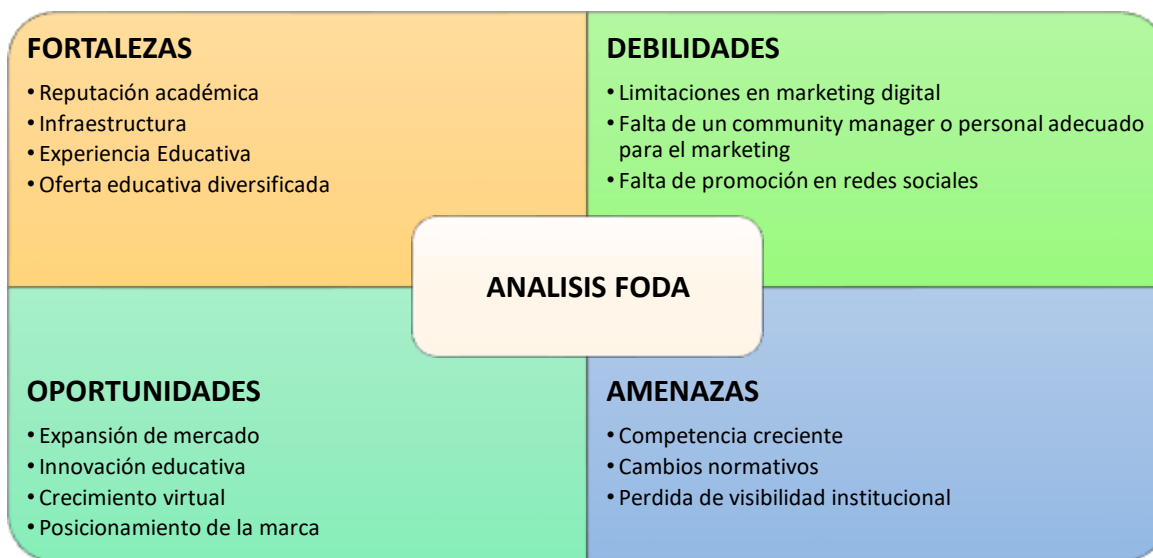 FORTALEZAS
• Reputación académica
• Infraestructura
• Experiencia Educativa
• Oferta educativa diversificada
DEBILIDADES
• Limitaciones en marketing digital
• Falta de un community manager o personal adecuado
para el marketing
• Falta de promoción en redes sociales
ANALISIS FODA
OPORTUNIDADES
• Expansión de mercado
• Innovación educativa
• Crecimiento virtual
• Posicionamiento de la marca
AMENAZAS
• Competencia creciente
• Cambios normativos
• Perdida de visibilidad institucional